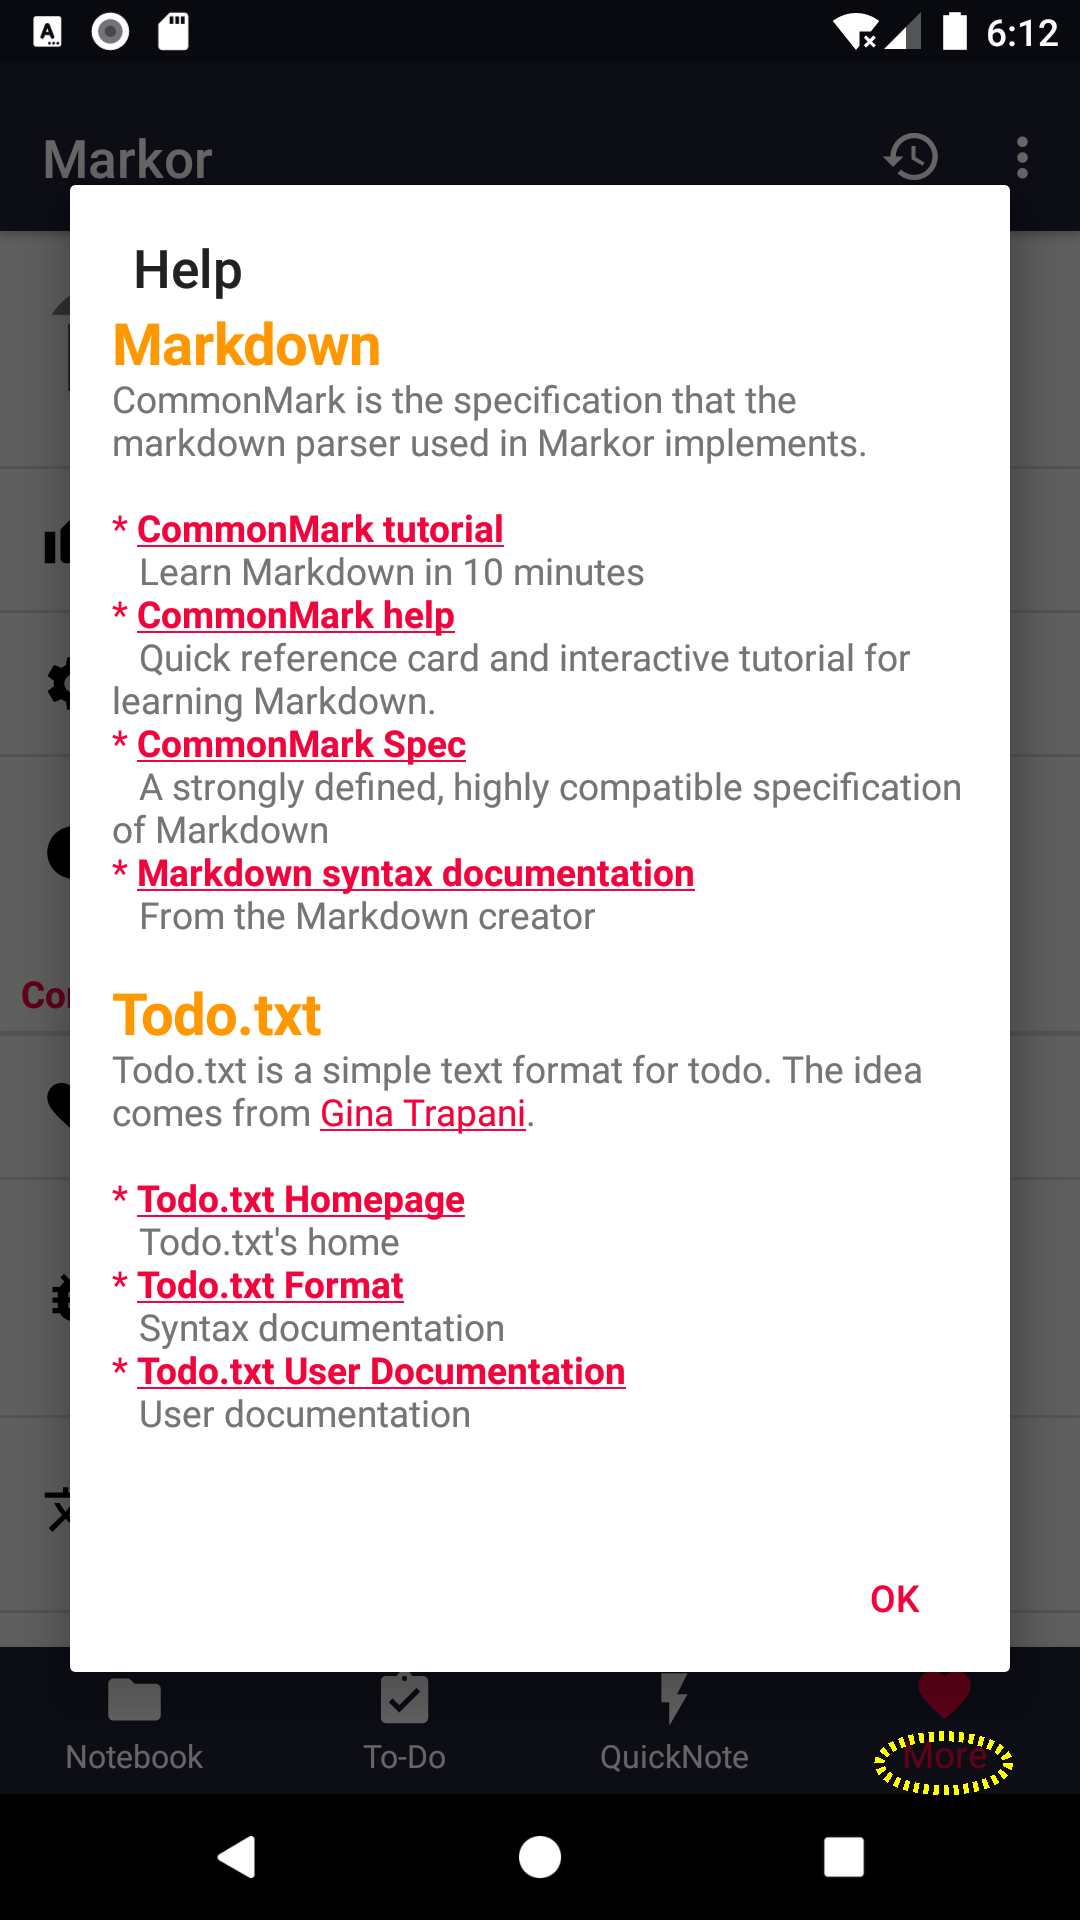 6:12
Markor
Help
Markdown
CommonMark is the specification that the
markdown parser used in Markor implements.
* CommonMark tutorial
Learn Markdown in 10 minutes
* CommonMark help
Quick reference card and interactive tutorial for
learning Markdown.
* CommonMark Spec
A strongly defined, highly compatible specification
of Markdown
* Markdown syntax documentation
From the Markdown creator
Todo.txt
Todo.txt is a simple text format for todo. The idea
comes from Gina Trapani.
* Todo.txt Homepage
Todo.txt's home
* Todo.txt Format
Syntax documentation
* Todo.txt User Documentation
User documentation
OK
Notebook
To-Do
QuickNote
More